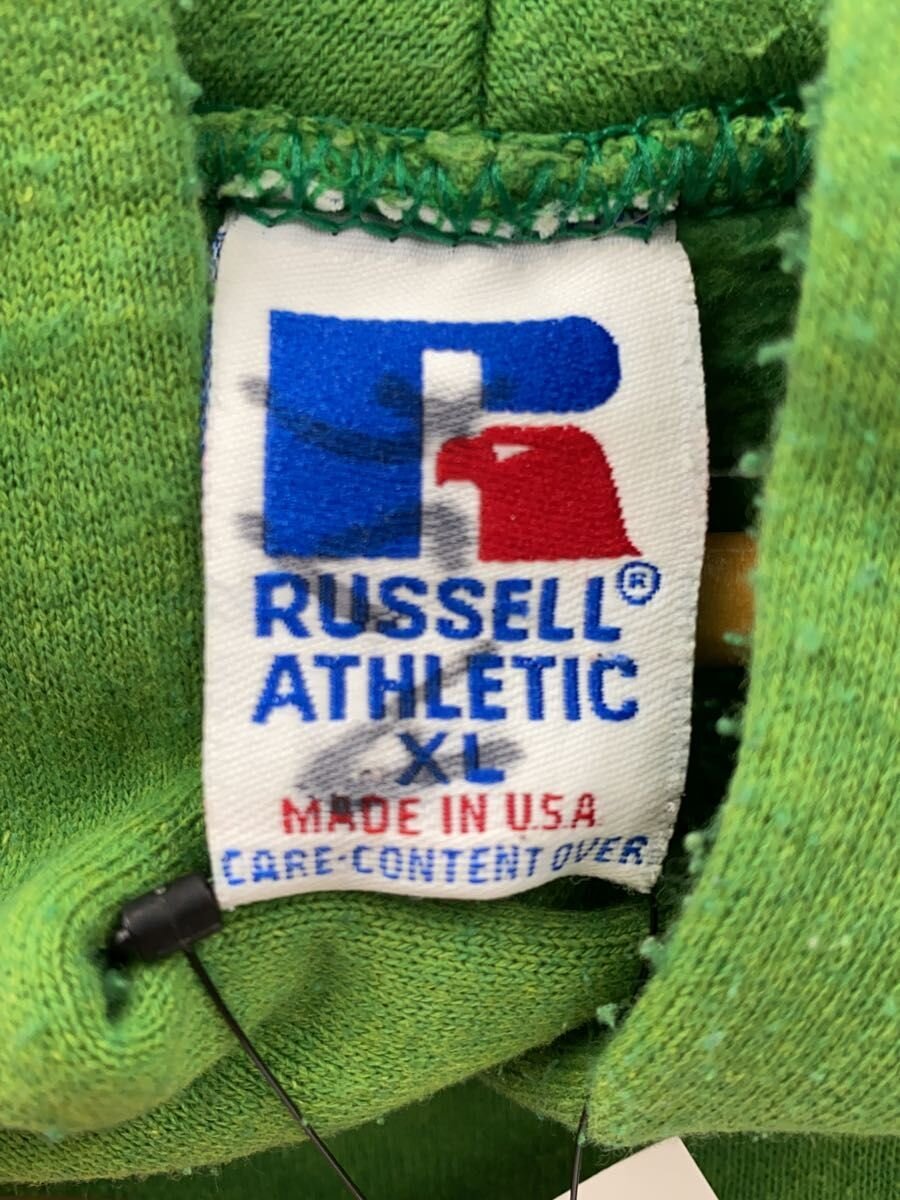 RUSSELL®
ATHLETIC
XL
MADE IN U.S.A.
CARE-CONTENT OVER